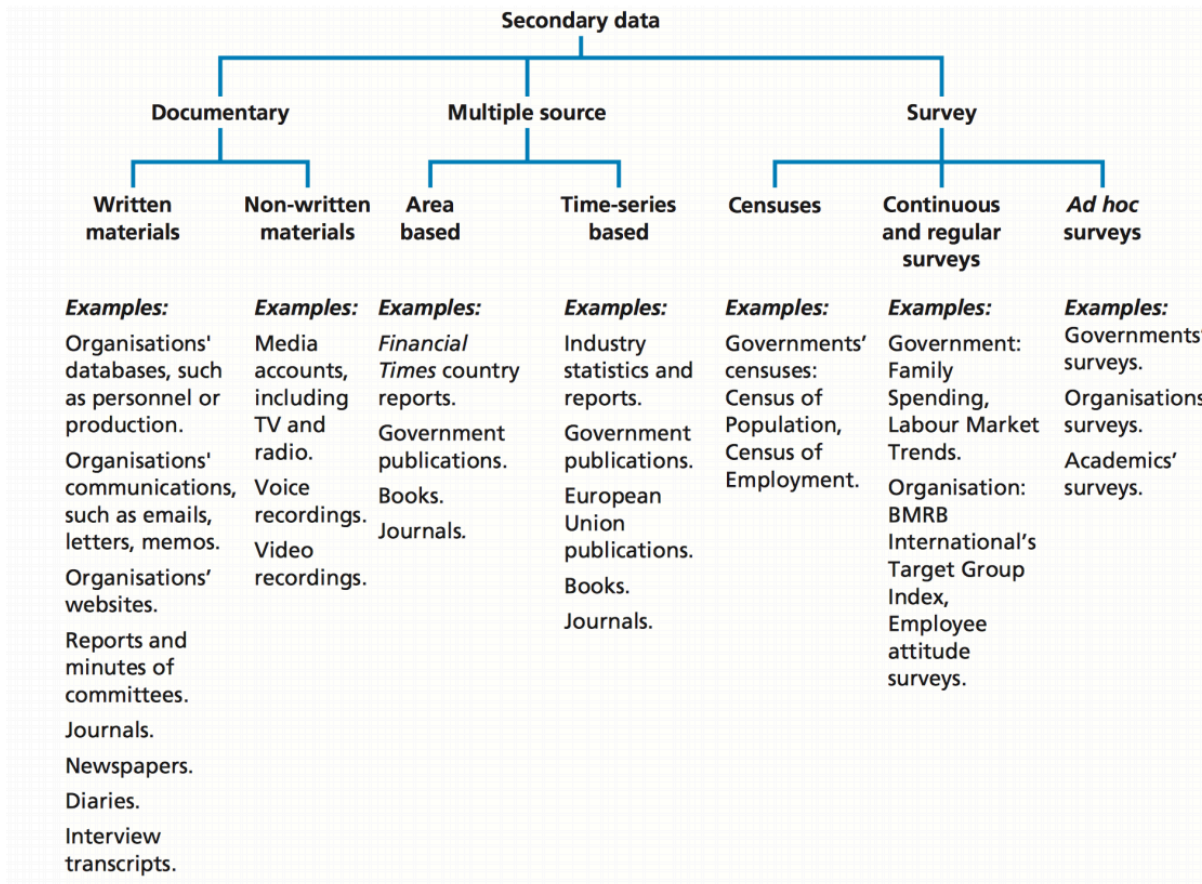 Secondary data
Documentary
Multiple source
Survey
Written
materials
Non-written
materials
Area
based
Time-series
based
Censuses
Continuous
and regular
surveys
Ad hoc
surveys
Examples:
Organisations'
databases, such
as personnel or
production.
Organisations'
communications,
such as emails,
letters, memos.
Organisations’
websites.
Reports and
minutes of
committees.
Journals.
Newspapers.
Diaries.
Interview
transcripts.
Examples:
Media
accounts,
including
TV and
radio.
Voice
recordings.
Video
recordings.
Examples:
Financial
Times country
reports.
Government
publications.
Books.
Journals.
Examples:
Industry
statistics and
reports.
Government
publications.
European
Union
publications.
Books.
Journals.
Examples:
Governments’
censuses:
Census of
Population,
Census of
Employment.
Examples:
Government:
Family
Spending,
Labour Market
Trends.
Organisation:
BMRB
International’s
Target Group
Index,
Employee
attitude
surveys.
Examples:
Governments’
surveys.
Organisations
surveys.
Academics’
surveys.